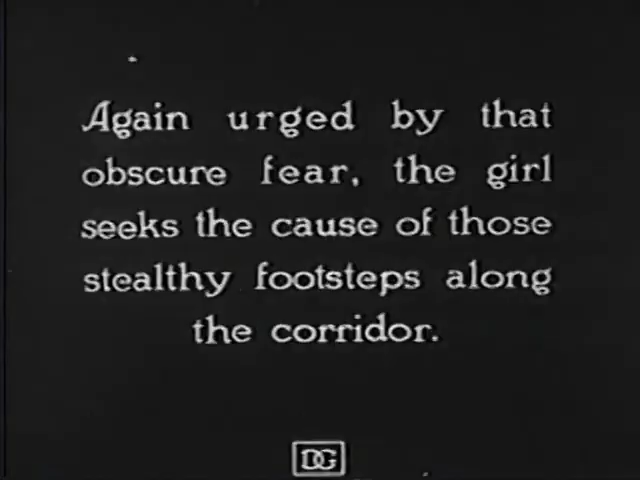 Again urged by that
obscure fear, the girl
seeks the cause of those
stealthy footsteps along
the corridor.
DG